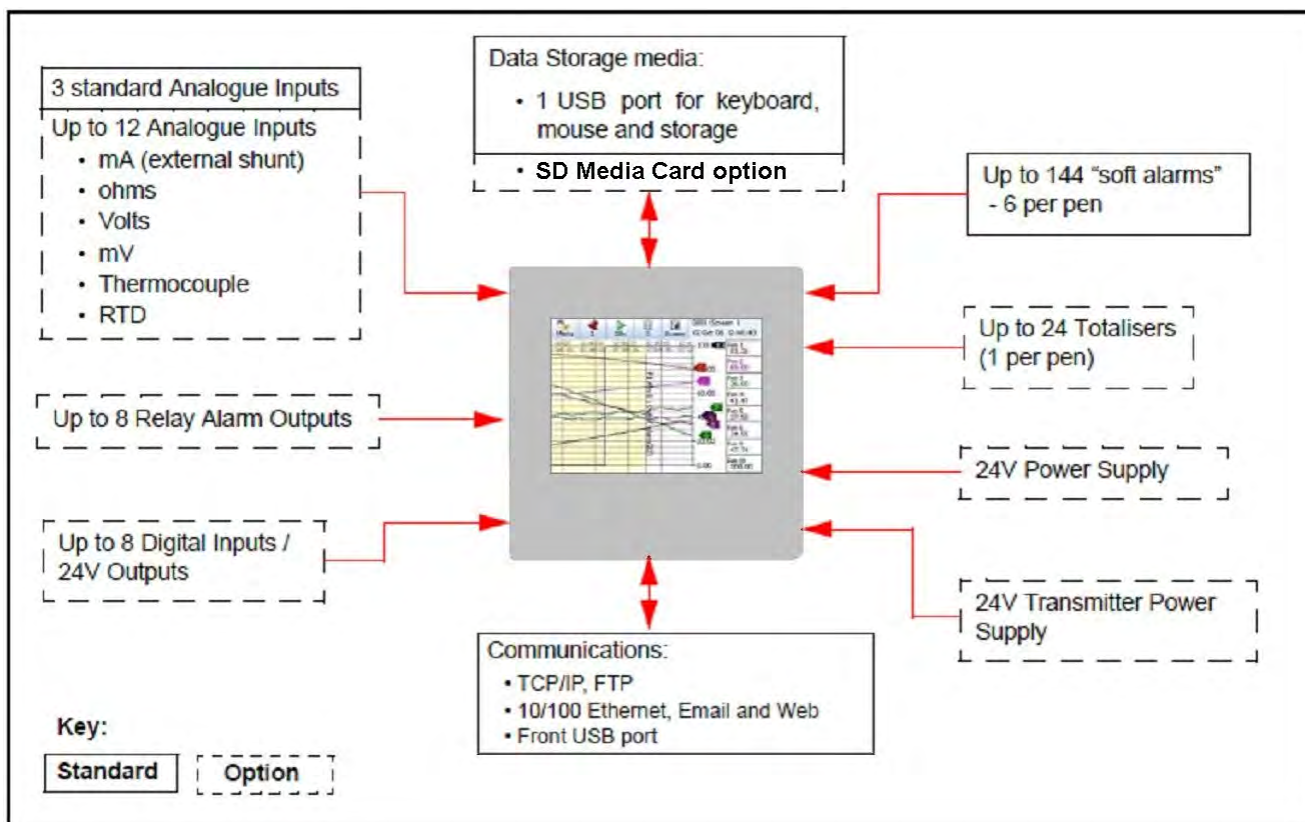 3 standard Analogue Inputs
Up to 12 Analogue Inputs
• mA (external shunt)
• ohms
• Volts
• mV
• Thermocouple
• RTD
Up to 8 Relay Alarm Outputs
Up to 8 Digital Inputs /
24V Outputs
Data Storage media:
• 1 USB port for keyboard,
mouse and storage
• SD Media Card option
Up to 144 “soft alarms”
- 6 per pen
Up to 24 Totalisers
(1 per pen)
24V Power Supply
24V Transmitter Power
Supply
Communications:
• TCP/IP, FTP
• 10/100 Ethernet, Email and Web
• Front USB port
Key:
Standard
Option